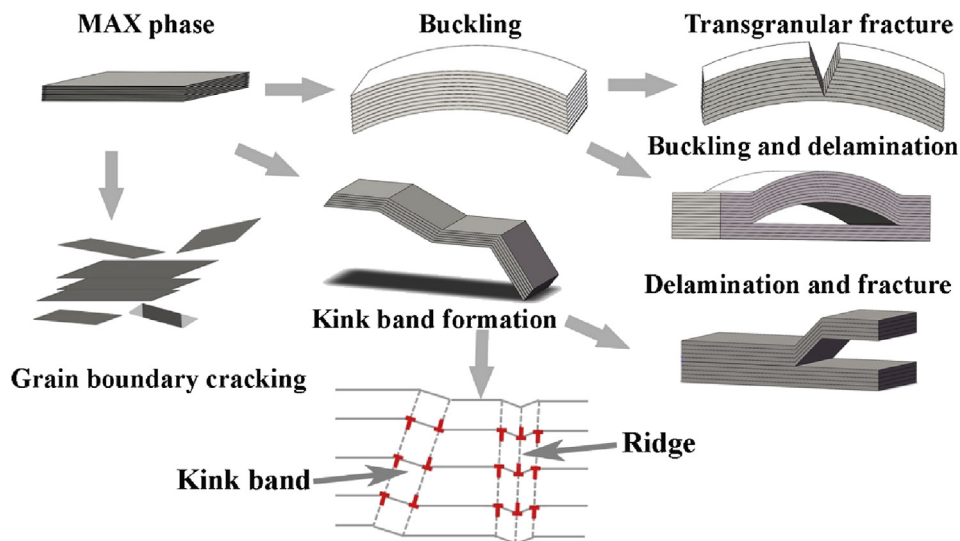 MAX phase
Buckling
Transgranular fracture
Buckling and delamination
Kink band formation
Delamination and fracture
Grain boundary cracking
Kink band
Ridge